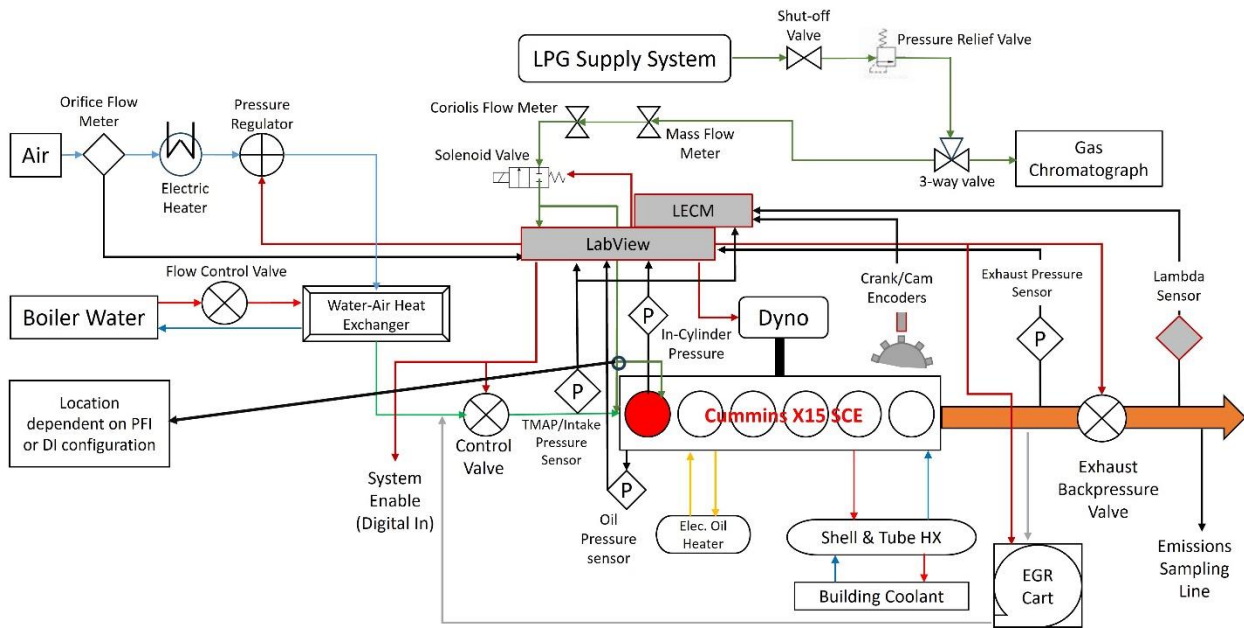 Shut-off
Valve
Pressure Relief Valve
LPG Supply System
Orifice Flow
Meter
Pressure
Regulator
Coriolis Flow Meter
Mass Flow
Meter
Air
Solenoid Valve
3-way valve
Gas
Chromatograph
Electric
Heater
LECM
LabView
Flow Control Valve
Boiler Water
Water-Air Heat
Exchanger
P
In-Cylinder
Pressure
Dyno
Crank/Cam
Encoders
Exhaust Pressure
Sensor
P
Lambda
Sensor
Location
dependent on PFI
or DI configuration
P
Control
Valve
TMAP/Intake
Pressure
Sensor
Cummins X15 SCE
System
Enable
(Digital In)
P
Oil
Pressure
sensor
Elec. Oil
Heater
Shell & Tube HX
Building Coolant
Exhaust
Backpressure
Valve
EGR
Cart
Emissions
Sampling
Line